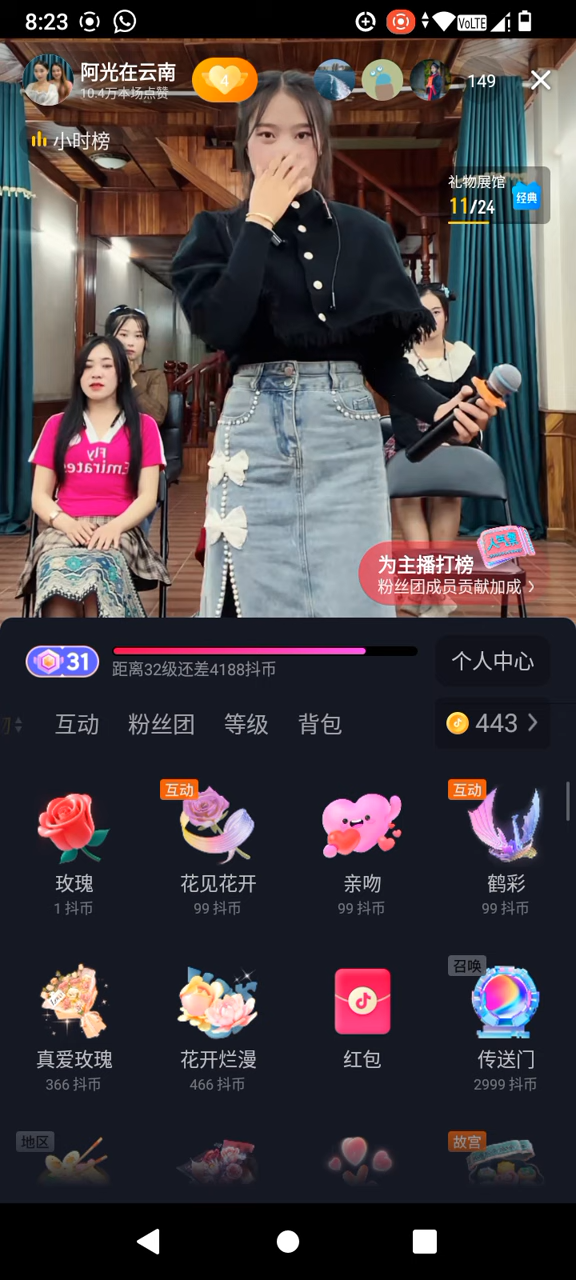 8:23
VoLTE
阿光在云南
10.4万本场点赞
4
149
小时榜
礼物展馆
11/24
经典
Fly
Emirates
人气票
为主播打榜
粉丝团成员贡献加成
31
距离32级还差4188抖币
个人中心
互动 粉丝团 等级 背包
443
互动
互动
玫瑰 花见花开 亲吻 鹤彩
1 抖币 99 抖币 99 抖币 99 抖币
召唤
真爱玫瑰 花开烂漫 红包 传送门
366 抖币 466 抖币 2999 抖币
地区
故宫